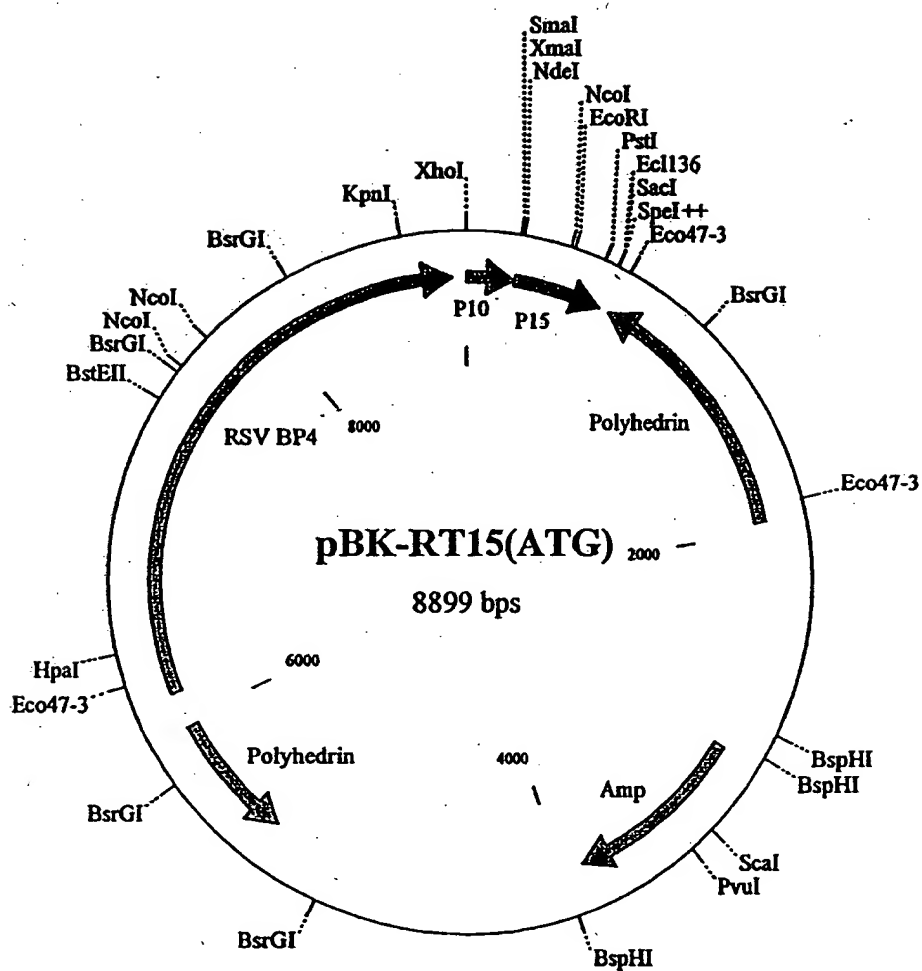 SmaI
XmaI
NdeI
NcoI
EcoRI
PstI
Ecl136
SacI
SpeI++
Eco47-3
XhoI
KpnI
BsrGI
BsrGI
NcoI
NcoI
BsrGI
BstEII
P10
P15
Polyhedrin
RSV BP4
8000
Eco47-3
pBK-RT15(ATG)
2000
8899 bps
HpaI
6000
Eco47-3
Polyhedrin
4000
Amp
BspHI
BspHI
BsrGI
ScaI
PvuI
BsrGI
BspHI